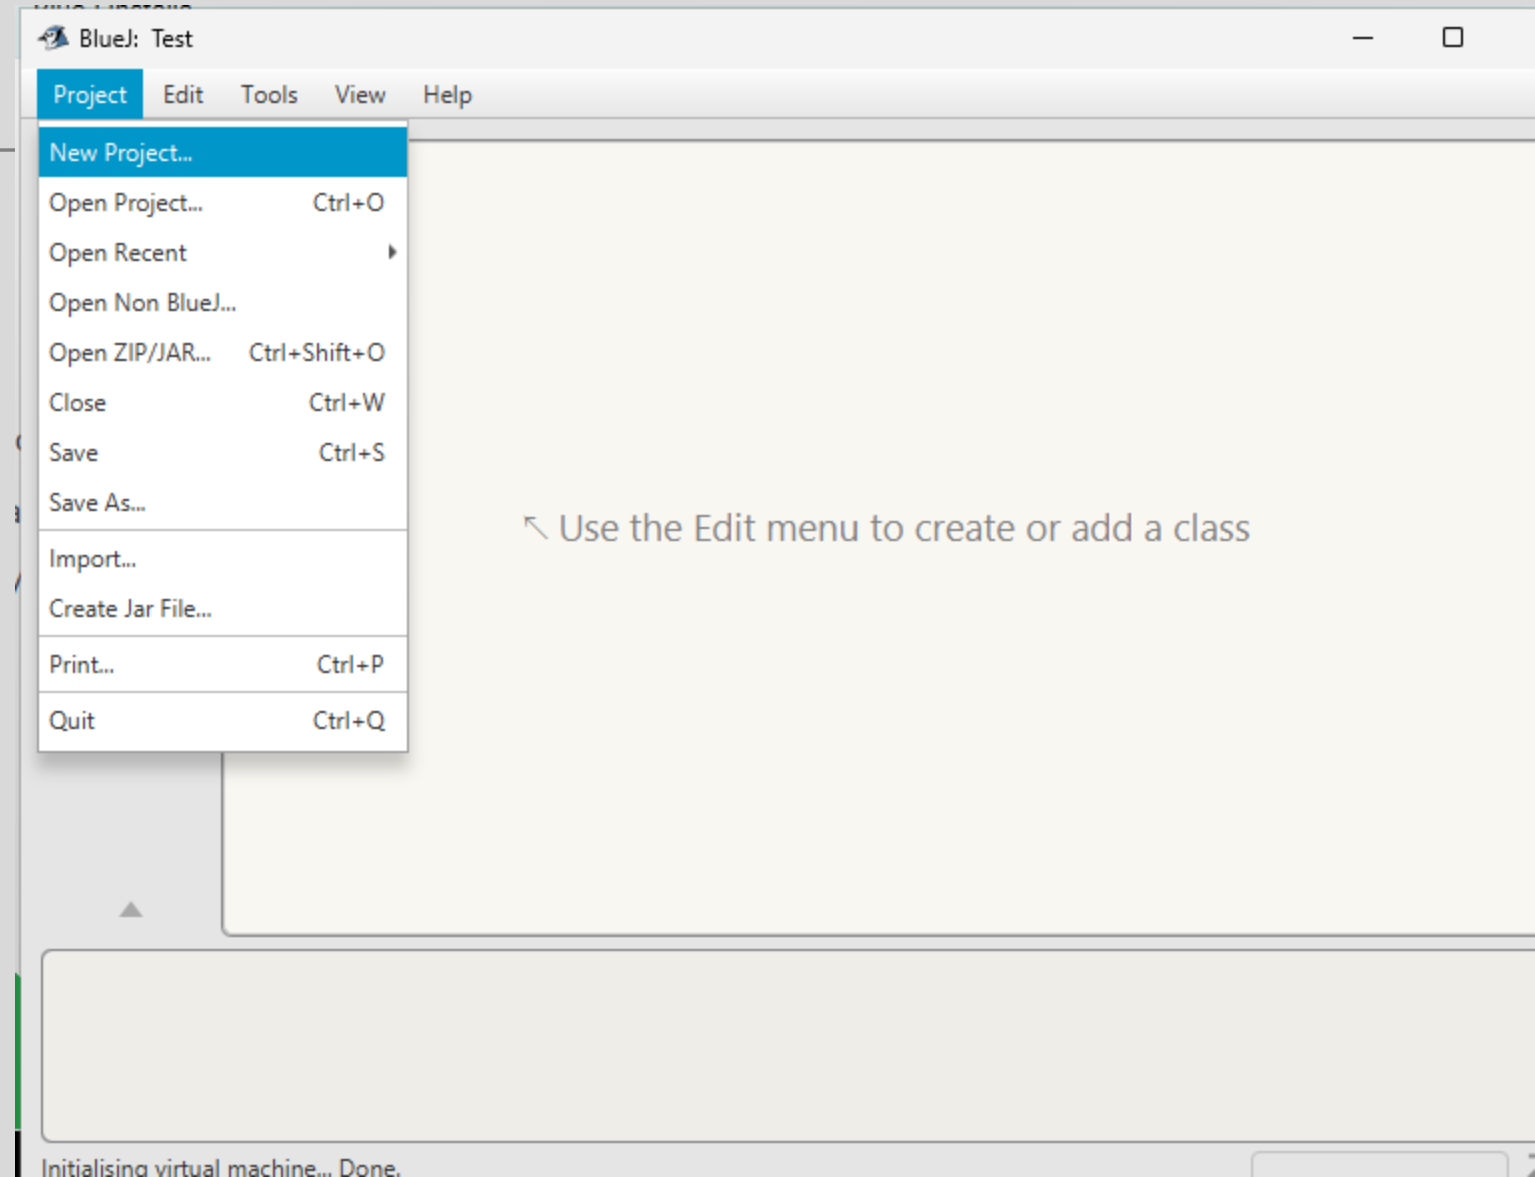 BlueJ: Test
Project Edit Tools View Help
New Project...
Open Project... Ctrl+O
Open Recent
Open Non BlueJ...
Open ZIP/JAR... Ctrl+Shift+O
Close Ctrl+W
Save Ctrl+S
Save As...
Import...
Create Jar File...
Print... Ctrl+P
Quit Ctrl+Q
↖ Use the Edit menu to create or add a class
Initialising virtual machine... Done.